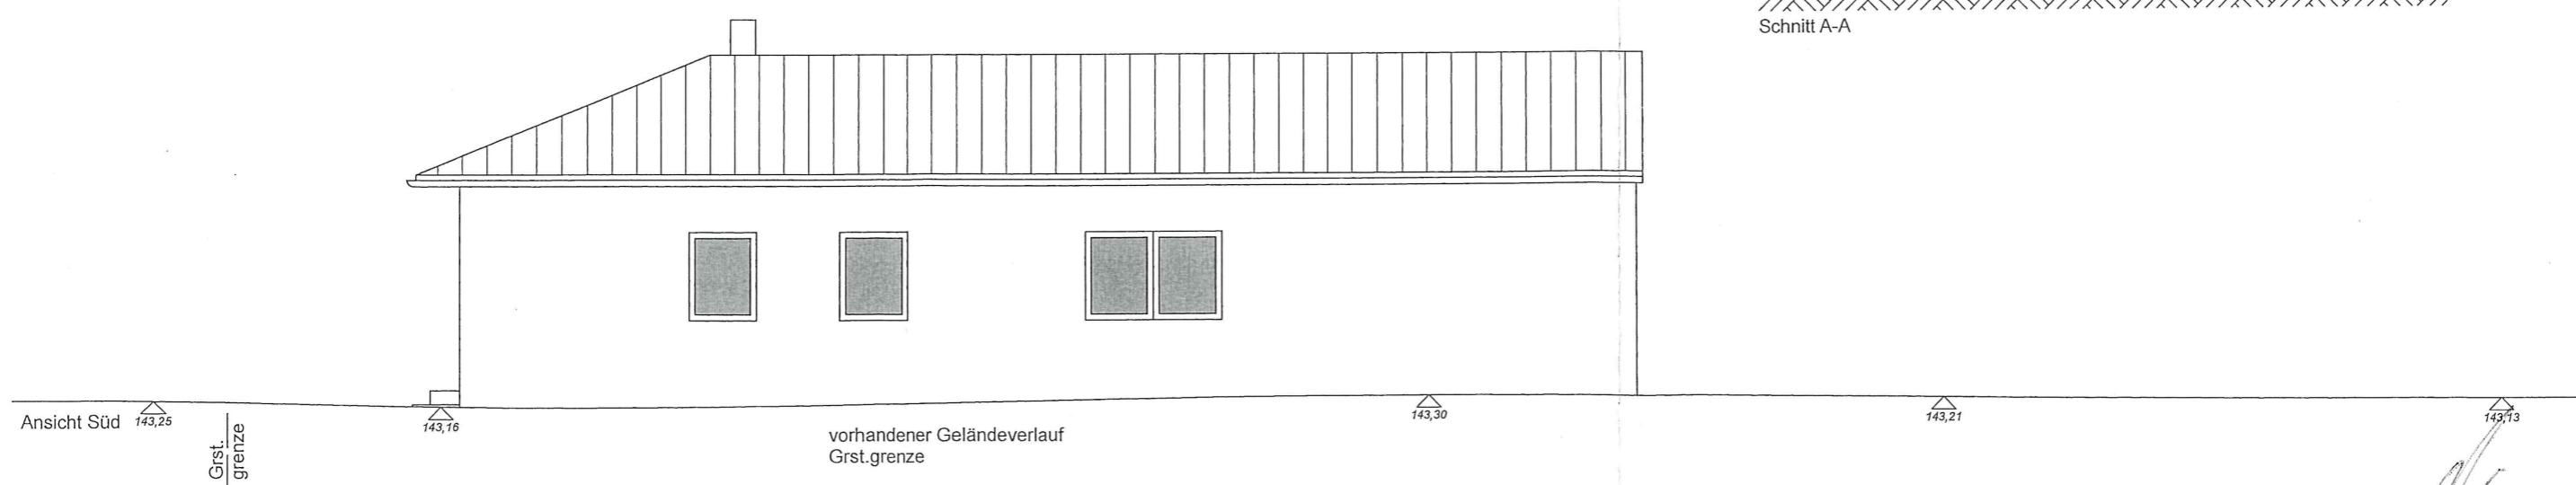 Schnitt A-A
Ansicht Süd
143,25
143,16
143,30
143,21
143,13
Grst.
grenze
vorhandener Geländeverlauf
Grst.grenze